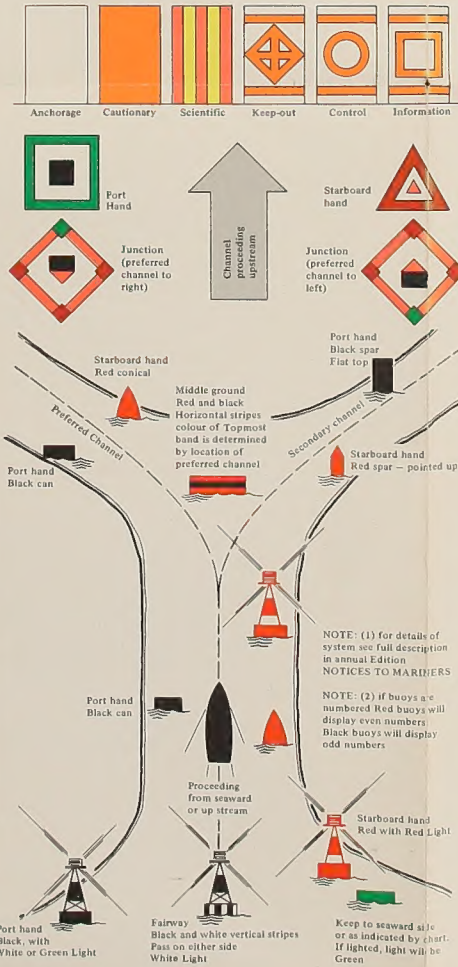 Anchorage Cautionary Scientific Keep-out Control Information
Port
Hand
Starboard
hand
Junction
(preferred
channel to
right)
Channel
proceeding
upstream
Junction
(preferred
channel to
left)
Port hand
Black spar
Flat top
Starboard hand
Red conical
Middle ground
Red and black
Horizontal stripes
colour of Topmost
band is determined
by location of
preferred channel
Preferred Channel
Secondary channel
Port hand
Black can
Starboard hand
Red spar — pointed up
NOTE: (1) for details of
system see full description
in annual Edition
NOTICES TO MARINERS
NOTE: (2) if buoys are
numbered Red buoys will
display even numbers
Black buoys will display
odd numbers
Port hand
Black can
Proceeding
from seaward
or up stream
Starboard hand
Red with Red Light
Port hand
Black, with
White or Green Light
Fairway
Black and white vertical stripes
Pass on either side
White Light
Keep to seaward side
or as indicated by chart.
If lighted, light will be
Green